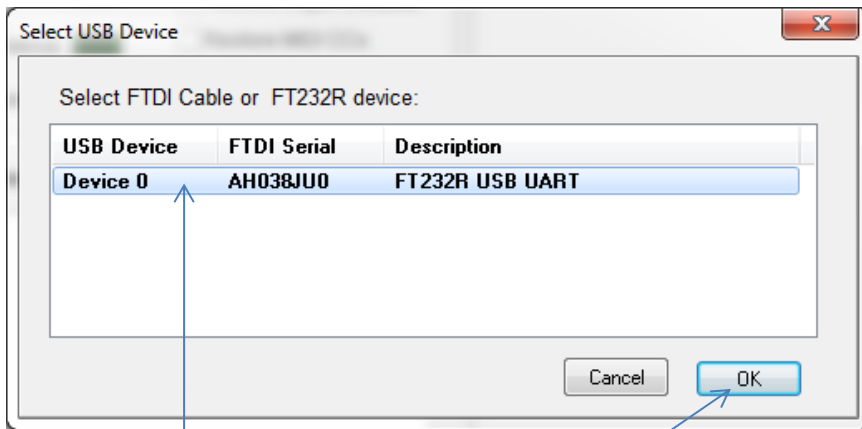 Select USB Device
Select FTDI Cable or FT232R device:
USB Device FTDI Serial Description
Device 0 AH038JU0 FT232R USB UART
Cancel OK